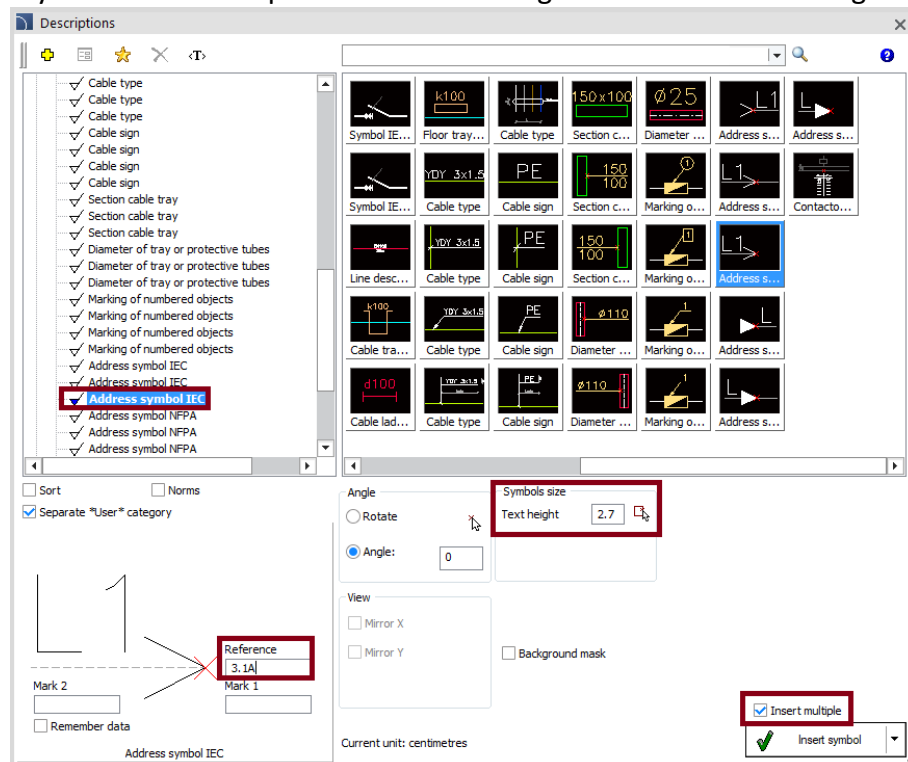 Descriptions
<T>
Cable type
Cable type
Cable type
Cable sign
Cable sign
Cable sign
Cable sign
Section cable tray
Section cable tray
Section cable tray
Diameter of tray or protective tubes
Diameter of tray or protective tubes
Diameter of tray or protective tubes
Marking of numbered objects
Marking of numbered objects
Marking of numbered objects
Marking of numbered objects
Address symbol IEC
Address symbol IEC
Address symbol IEC
Address symbol NFPA
Address symbol NFPA
Address symbol NFPA
k100 150x100 Ø25 L1 L
Symbol IE... Floor tray... Cable type Section c... Diameter ... Address s... Address s...
YDY 3x1.5 PE 150 100 1 L1
Symbol IE... Cable type Cable sign Section c... Marking o... Address s... Contacto...
YDY 3x1.5 PE 150 100 1 L1
Line desc... Cable type Cable sign Section c... Marking o... Address s...
k100 YDY 3x1.5 PE Ø110 1 L
Cable tra... Cable type Cable sign Diameter ... Marking o... Address s...
d100 YDY 3x1.5 PE Ø110 1 L
Cable lad... Cable type Cable sign Diameter ... Marking o... Address s...
Sort Norms
Separate *User* category
L1
Reference
3.1A
Mark 2 Mark 1
Remember data
Address symbol IEC
Angle
Rotate
Angle: 0
Symbols size
Text height 2.7
View
Mirror X
Mirror Y
Background mask
Insert multiple
Insert symbol
Current unit: centimetres